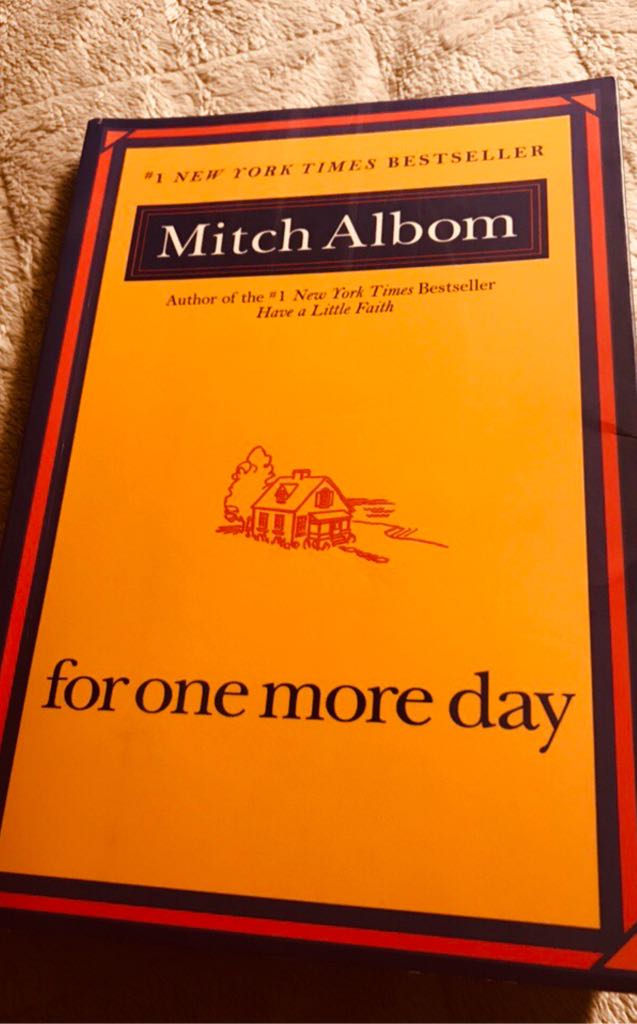 #1 NEW YORK TIMES BESTSELLER
Mitch Albom
Author of the #1 New York Times Bestseller
Have a Little Faith
for one more day